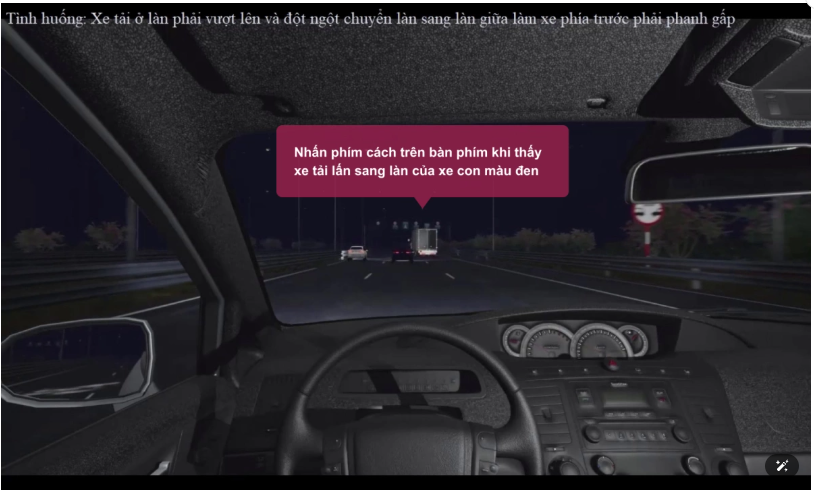 Tình huống: Xe tải ở làn phải vượt lên và đột ngột chuyển làn sang làn giữa làm xe phía trước phải phanh gấp
Nhấn phím cách trên bàn phím khi thấy
xe tải lấn sang làn của xe con màu đen